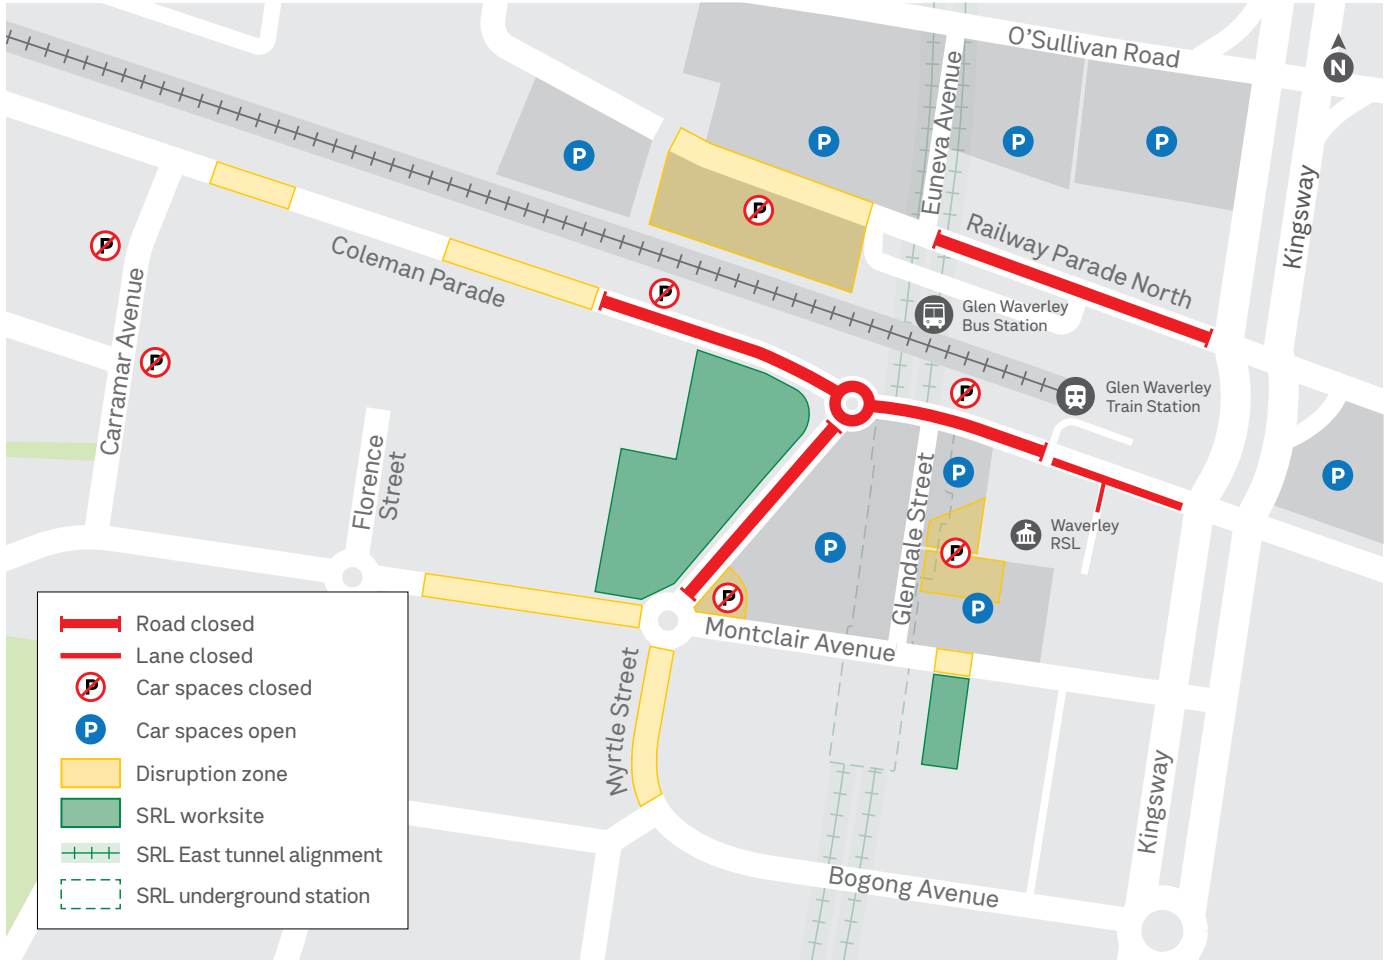 O'Sullivan Road
N
P
P
P
P
Euneva Avenue
Kingsway
P
Railway Parade North
P
Coleman Parade
P
Glen Waverley
Bus Station
Carramar Avenue
P
Glen Waverley
Train Station
P
Florence
Street
P
P
Glendale Street
Waverley
RSL
P
P
P
P
Montclair Avenue
Myrtle Street
Kingsway
Bogong Avenue
Road closed
Lane closed
P Car spaces closed
P Car spaces open
Disruption zone
SRL worksite
SRL East tunnel alignment
SRL underground station